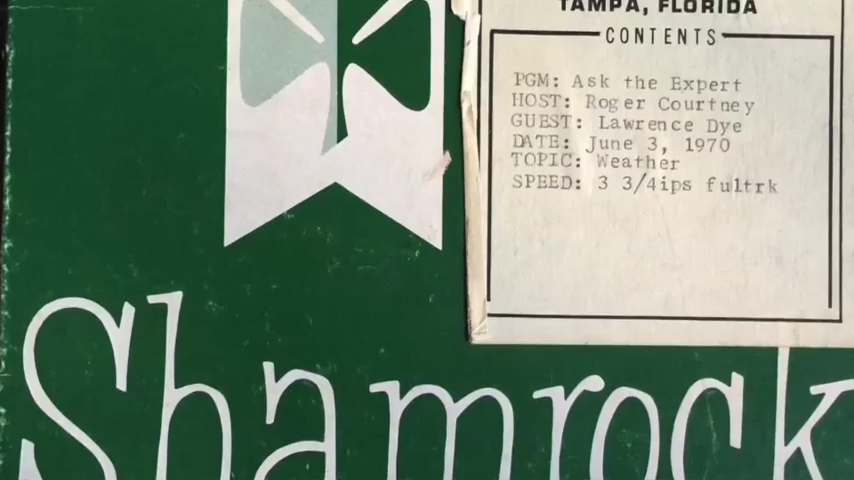 TAMPA, FLORIDA
CONTENTS
PGM: Ask the Expert
HOST: Roger Courtney
GUEST: Lawrence Dye
DATE: June 3, 1970
TOPIC: Weather
SPEED: 3 3/4ips fultrk
Shamrock